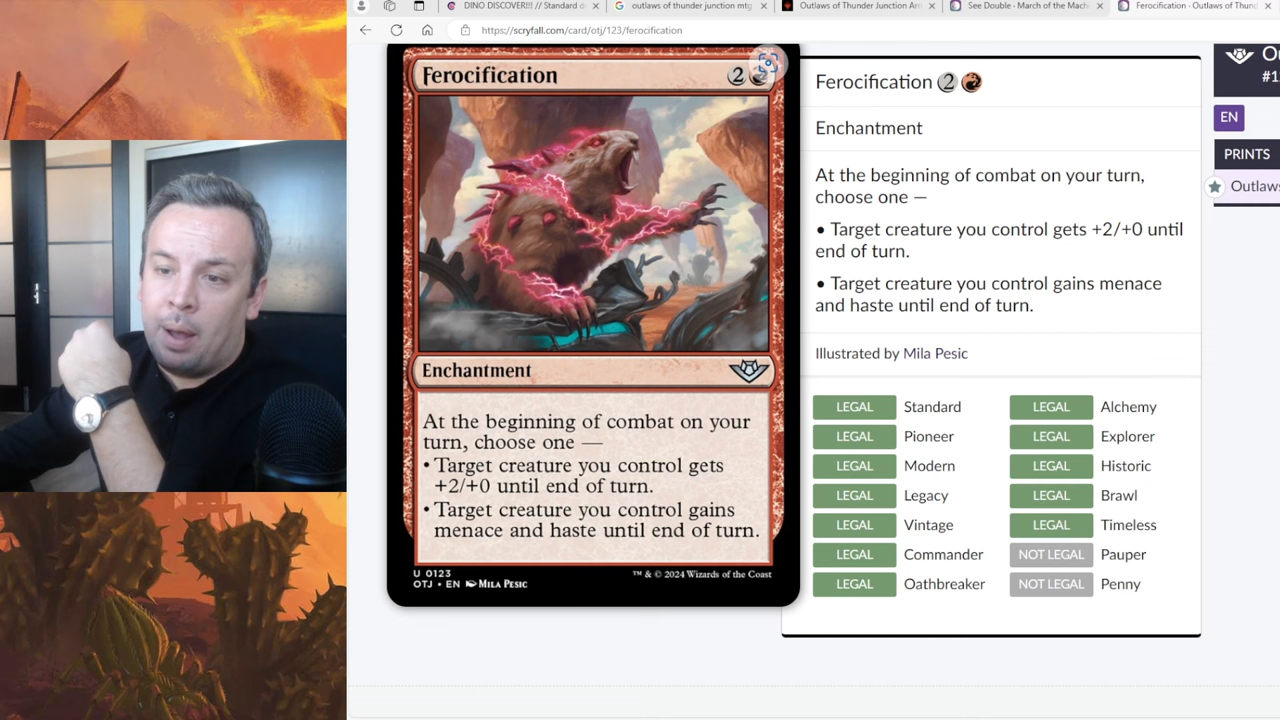 DINO DISCOVER!!! // Standard d
outlaws of thunder junction mtg
Outlaws of Thunder Junction Ar
See Double - March of the Mach
Ferocification - Outlaws of Thund
https://scryfall.com/card/otj/123/ferocification
Ferocification 2
Enchantment
At the beginning of combat on your
turn, choose one —
• Target creature you control gets
+2/+0 until end of turn.
• Target creature you control gains
menace and haste until end of turn.
U 0123
OTJ • EN MILA PESIC
™ & © 2024 Wizards of the Coast
Ferocification 2
Enchantment
At the beginning of combat on your turn,
choose one —
• Target creature you control gets +2/+0 until
end of turn.
• Target creature you control gains menace
and haste until end of turn.
Illustrated by Mila Pesic
LEGAL Standard LEGAL Alchemy
LEGAL Pioneer LEGAL Explorer
LEGAL Modern LEGAL Historic
LEGAL Legacy LEGAL Brawl
LEGAL Vintage LEGAL Timeless
LEGAL Commander NOT LEGAL Pauper
LEGAL Oathbreaker NOT LEGAL Penny
#1
EN
PRINTS
Outlaws